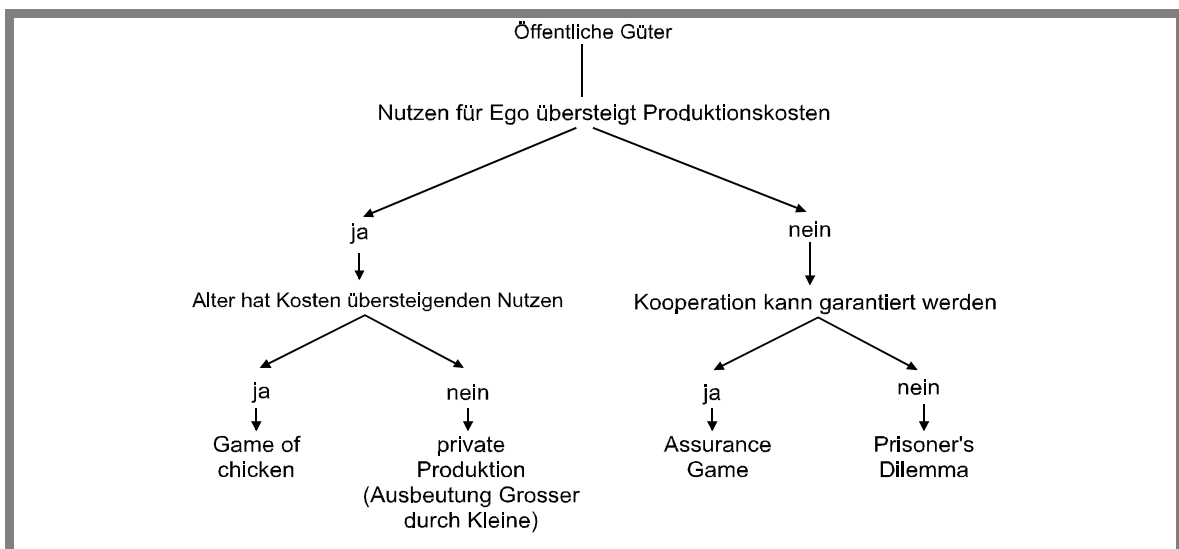 Öffentliche Güter
Nutzen für Ego übersteigt Produktionskosten
ja
nein
Alter hat Kosten übersteigenden Nutzen
Kooperation kann garantiert werden
ja
nein
ja
nein
Game of
chicken
private
Produktion
(Ausbeutung Grosser
durch Kleine)
Assurance
Game
Prisoner's
Dilemma